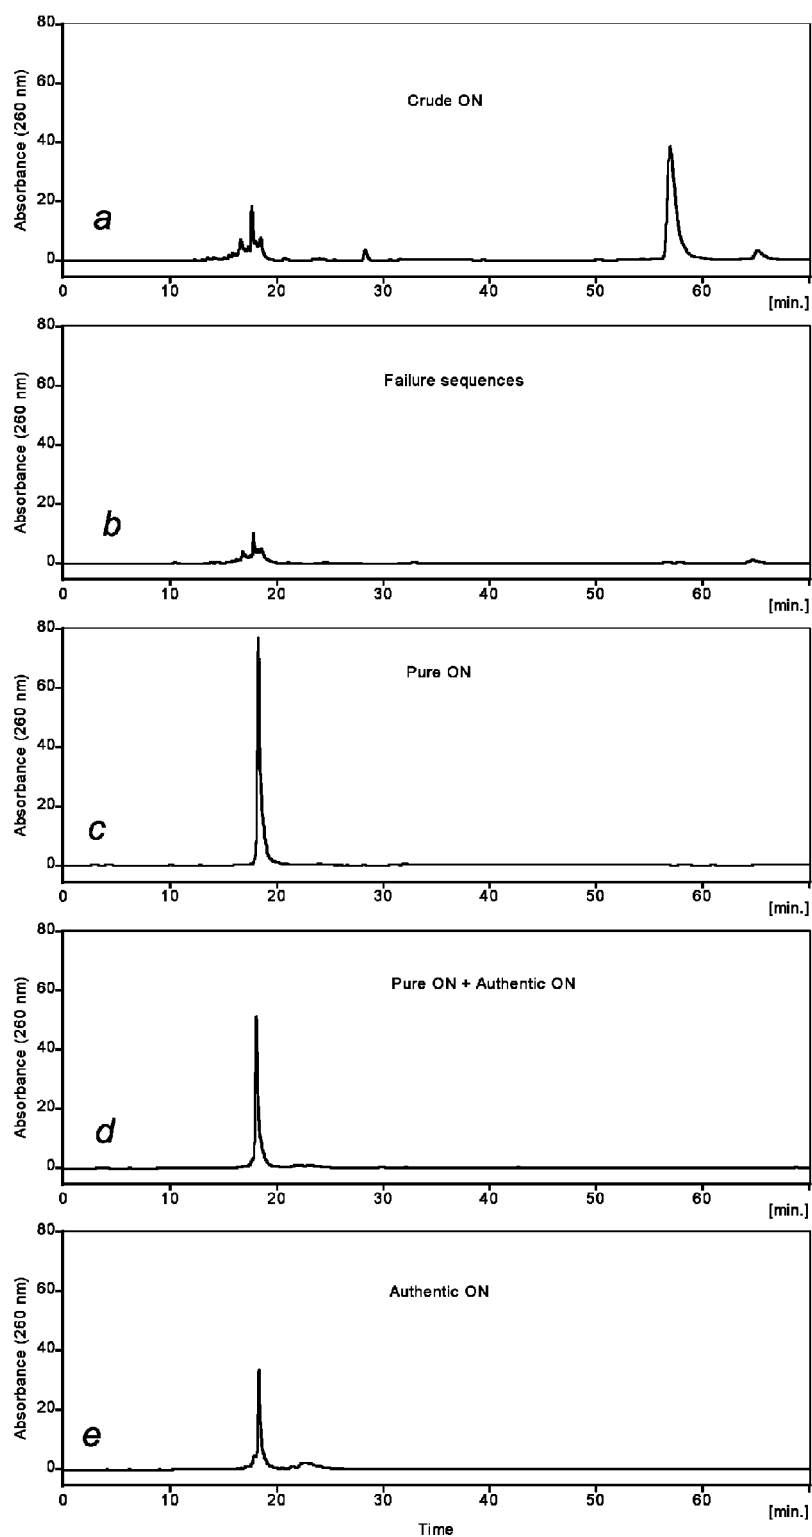 80
60
40
20
0
Absorbance (260 nm)
Crude ON
a
0 10 20 30 40 50 60
[min.]
80
60
40
20
0
Absorbance (260 nm)
Failure sequences
b
0 10 20 30 40 50 60
[min.]
80
60
40
20
0
Absorbance (260 nm)
Pure ON
c
0 10 20 30 40 50 60
[min.]
80
60
40
20
0
Absorbance (260 nm)
Pure ON + Authentic ON
d
0 10 20 30 40 50 60
[min.]
80
60
40
20
0
Absorbance (260 nm)
Authentic ON
e
0 10 20 30 40 50 60
[min.]
Time